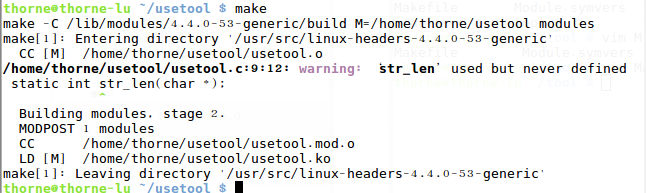 thorne@thorne-lu ~/usetool $ make
make -C /lib/modules/4.4.0-53-generic/build M=/home/thorne/usetool modules
make[1]: Entering directory '/usr/src/linux-headers-4.4.0-53-generic'
  CC [M]  /home/thorne/usetool/usetool.o
/home/thorne/usetool/usetool.c:9:12: warning: ‘str_len’ used but never defined
 static int str_len(char *);
            ^
  Building modules, stage 2.
  MODPOST 1 modules
  CC      /home/thorne/usetool/usetool.mod.o
  LD [M]  /home/thorne/usetool/usetool.ko
make[1]: Leaving directory '/usr/src/linux-headers-4.4.0-53-generic'
thorne@thorne-lu ~/usetool $